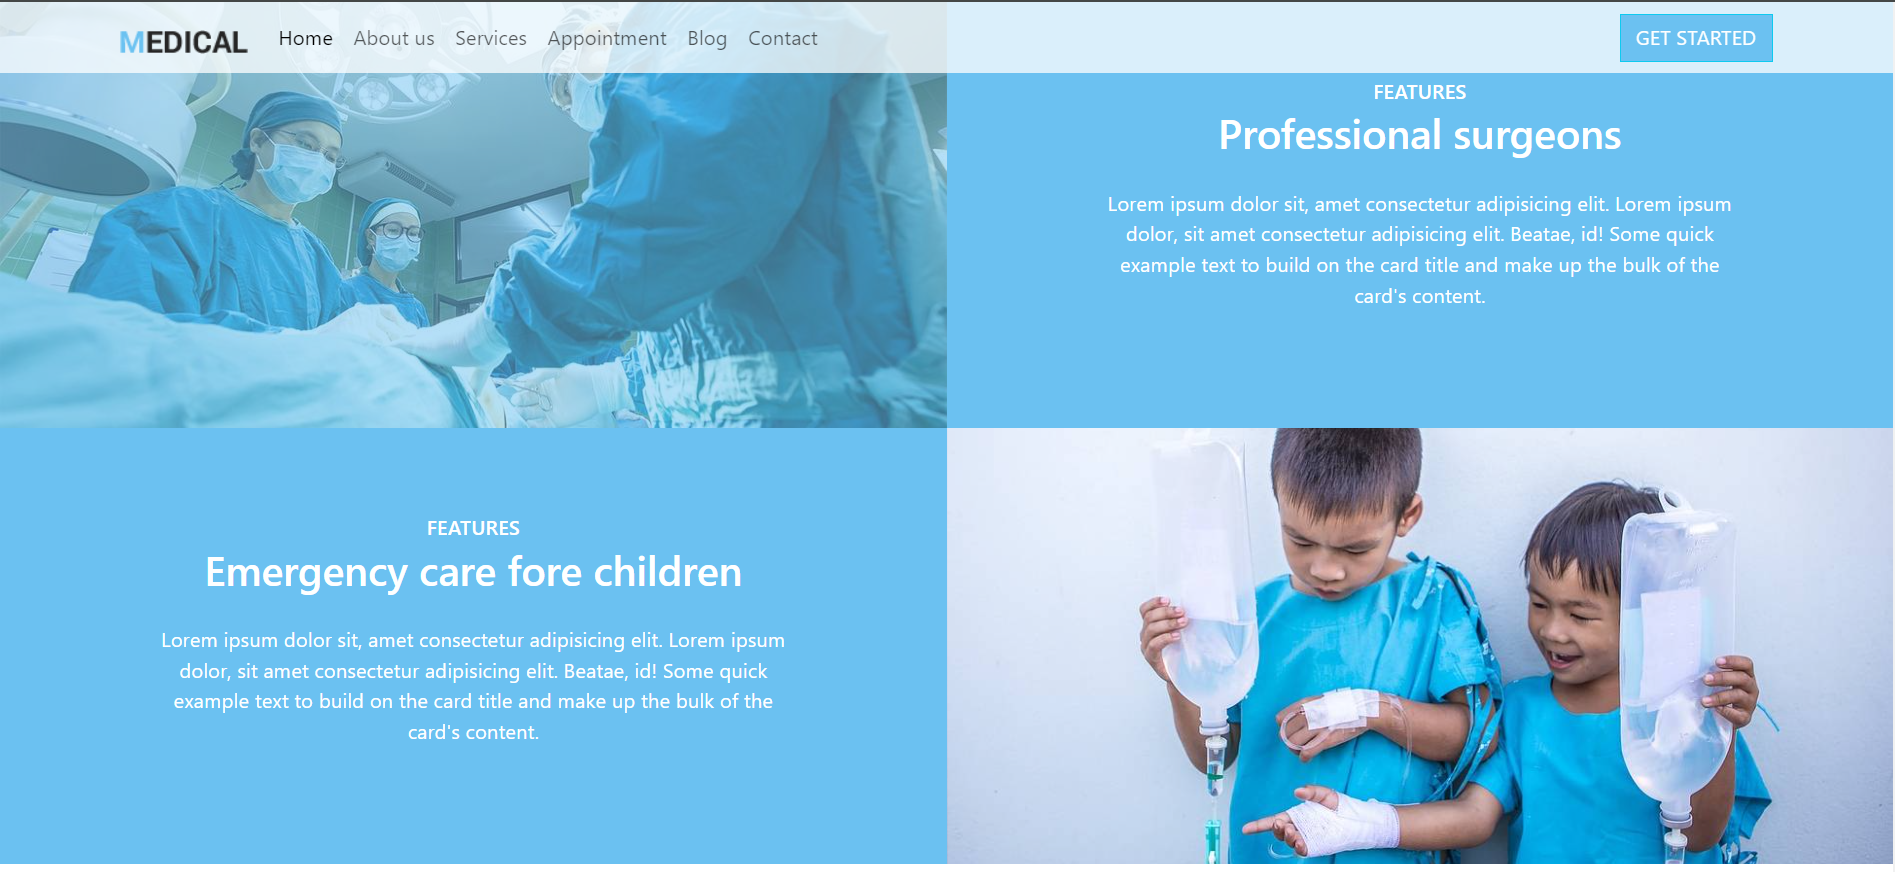 MEDICAL Home About us Services Appointment Blog Contact GET STARTED
FEATURES
Professional surgeons
Lorem ipsum dolor sit, amet consectetur adipisicing elit. Lorem ipsum
dolor, sit amet consectetur adipisicing elit. Beatae, id! Some quick
example text to build on the card title and make up the bulk of the
card's content.
FEATURES
Emergency care fore children
Lorem ipsum dolor sit, amet consectetur adipisicing elit. Lorem ipsum
dolor, sit amet consectetur adipisicing elit. Beatae, id! Some quick
example text to build on the card title and make up the bulk of the
card's content.